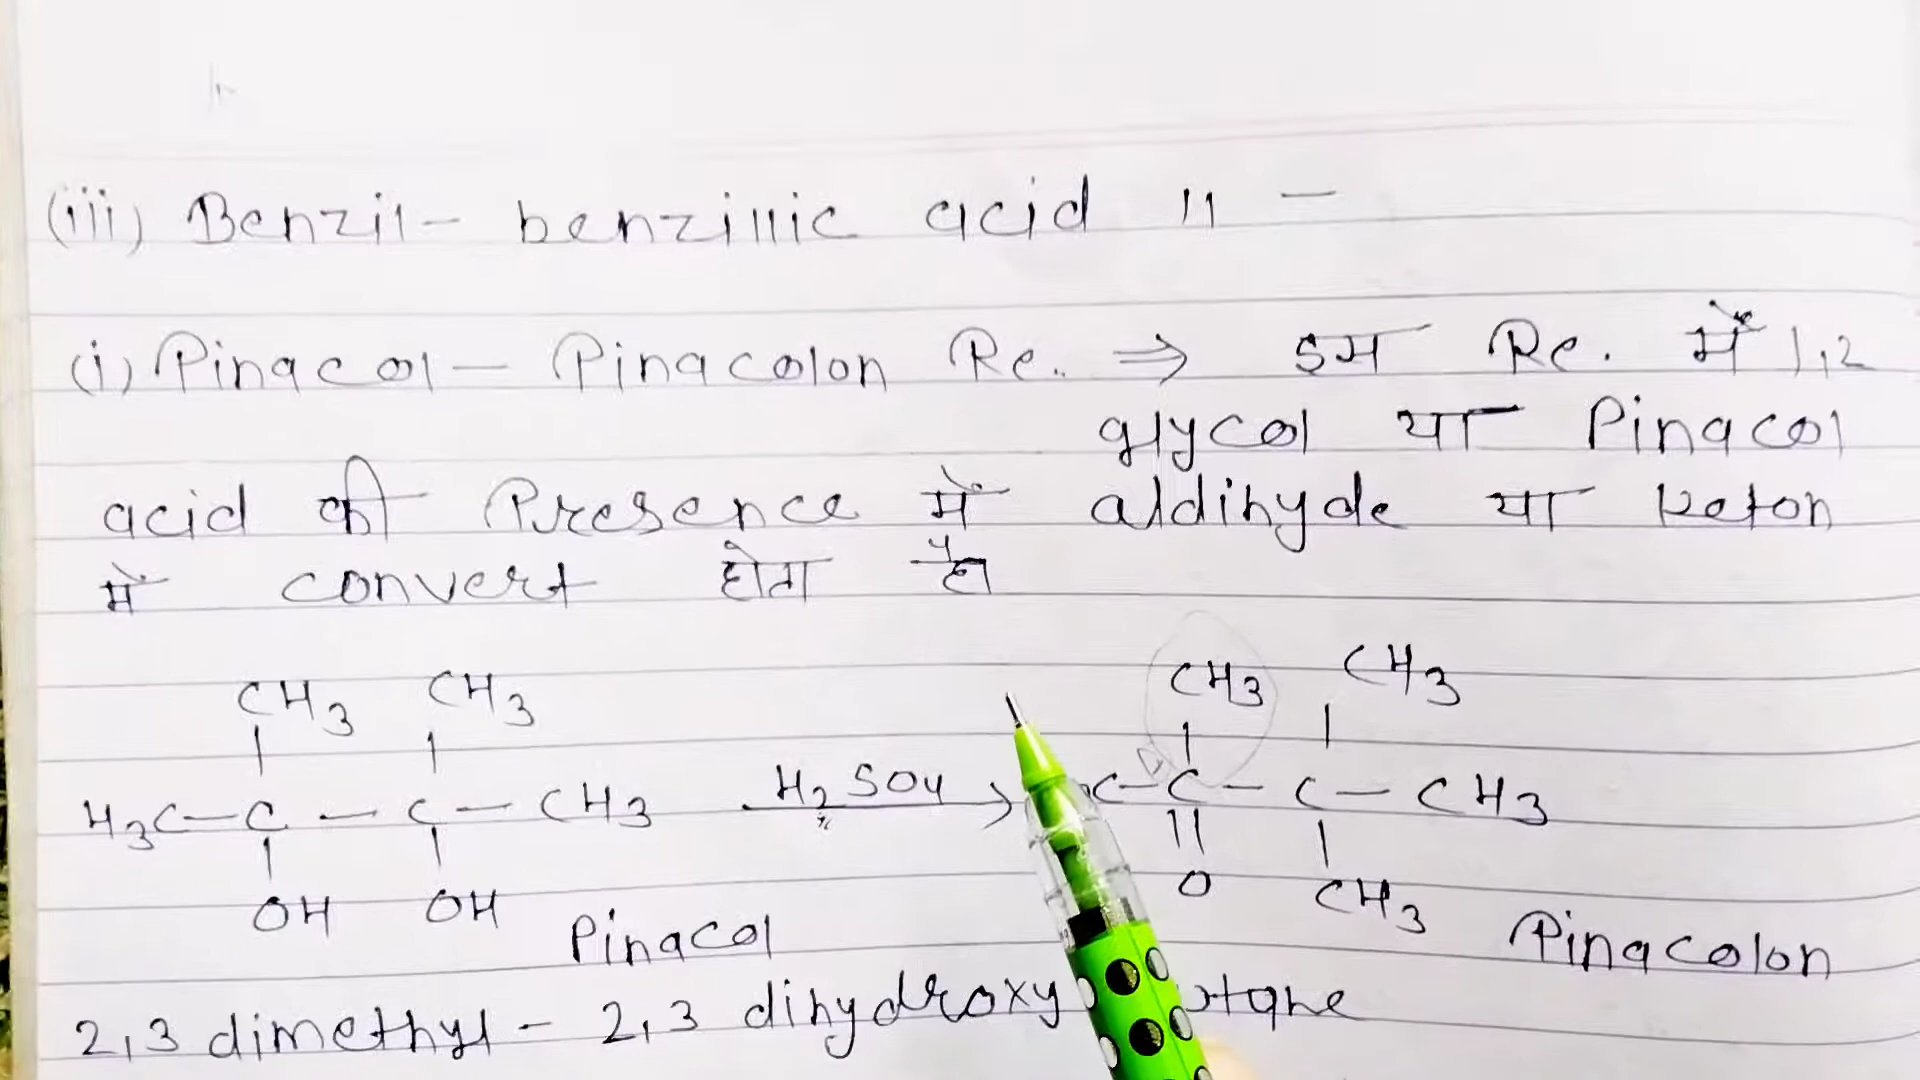 (iii) Benzil- benzillic acid 11 -
(i) Pinacol - Pinacolon Re. ⇒ इस Re. में 1,2
glycol या Pinacol
acid की Presence में aldihyde या keton
में convert होता है
CH3 CH3 CH3 CH3
H3C-C-C-CH3 H2SO4 → C-C-C-CH3
OH OH O CH3
Pinacol Pinacolon
2,3 dimethyl - 2,3 dihydroxy